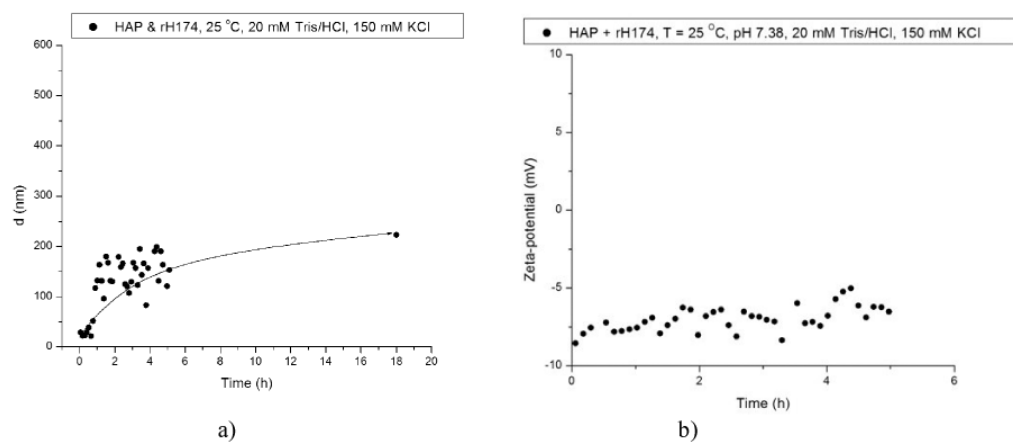 HAP & rH174, 25 °C, 20 mM Tris/HCl, 150 mM KCl
600
500
400
300
200
100
0
d (nm)
0 2 4 6 8 10 12 14 16 18 20
Time (h)
a)
HAP + rH174, T = 25 °C, pH 7.38, 20 mM Tris/HCl, 150 mM KCl
10
5
0
-5
-10
Zeta-potential (mV)
0 2 4 6
Time (h)
b)